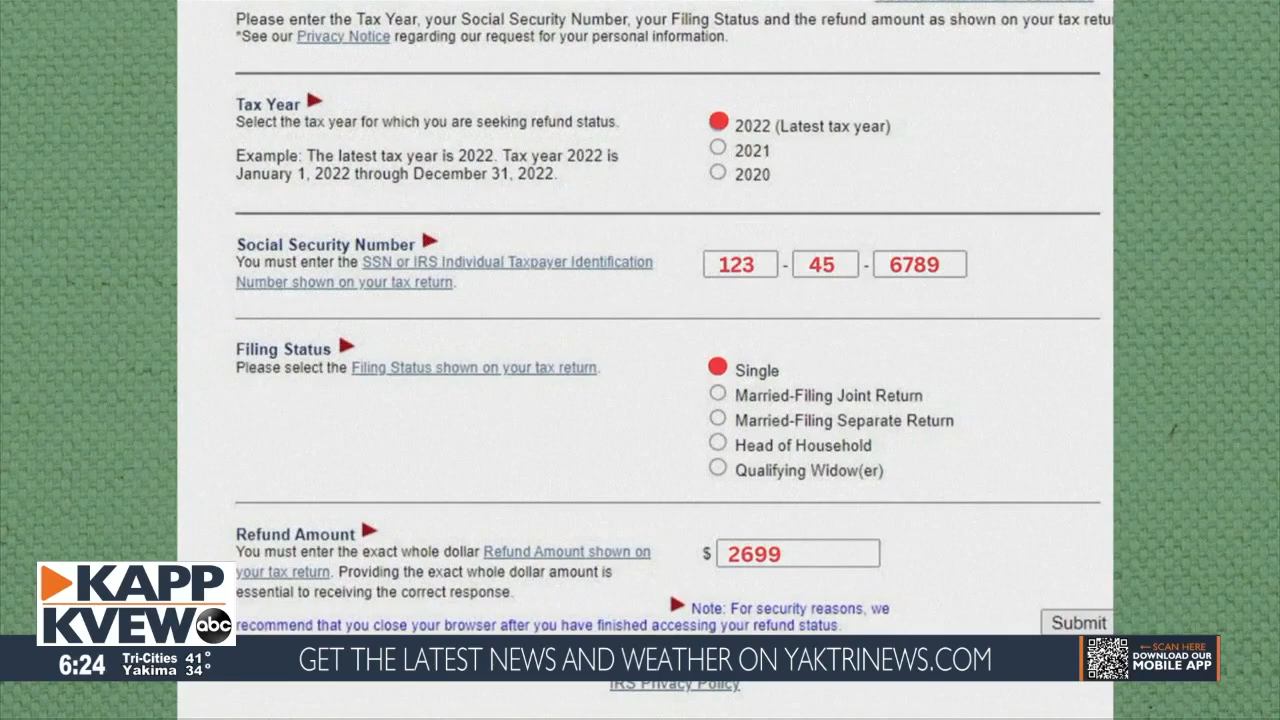 Please enter the Tax Year, your Social Security Number, your Filing Status and the refund amount as shown on your tax
*See our Privacy Notice regarding our request for your personal information.
Tax Year
Select the tax year for which you are seeking refund status.
Example: The latest tax year is 2022. Tax year 2022 is
January 1, 2022 through December 31, 2022.
2022 (Latest tax year)
2021
2020
Social Security Number
You must enter the SSN or IRS Individual Taxpayer Identification
Number shown on your tax return.
123 - 45 - 6789
Filing Status
Please select the Filing Status shown on your tax return.
Single
Married-Filing Joint Return
Married-Filing Separate Return
Head of Household
Qualifying Widow(er)
Refund Amount
You must enter the exact whole dollar Refund Amount shown on
your tax return. Providing the exact whole dollar amount is
essential to receiving the correct response.
$ 2699
Note: For security reasons, we
recommend that you close your browser after you have finished accessing your refund status.
Submit
KAPP
KVEW abc
6:24
Tri-Cities 41°
Yakima 34°
GET THE LATEST NEWS AND WEATHER ON YAKTRINEWS.COM
←SCAN HERE
DOWNLOAD OUR
MOBILE APP
IRS Privacy Policy